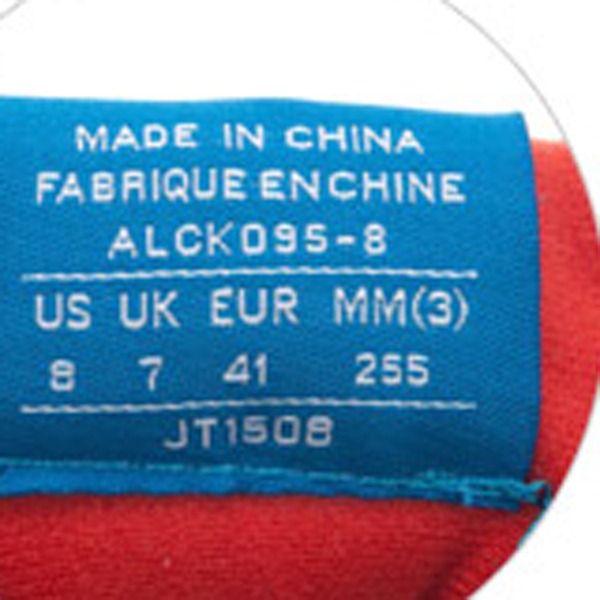 MADE IN CHINA
FABRIQUE EN CHINE
ALCK095-8
US UK EUR MM(3)
8 7 41 255
JT1508